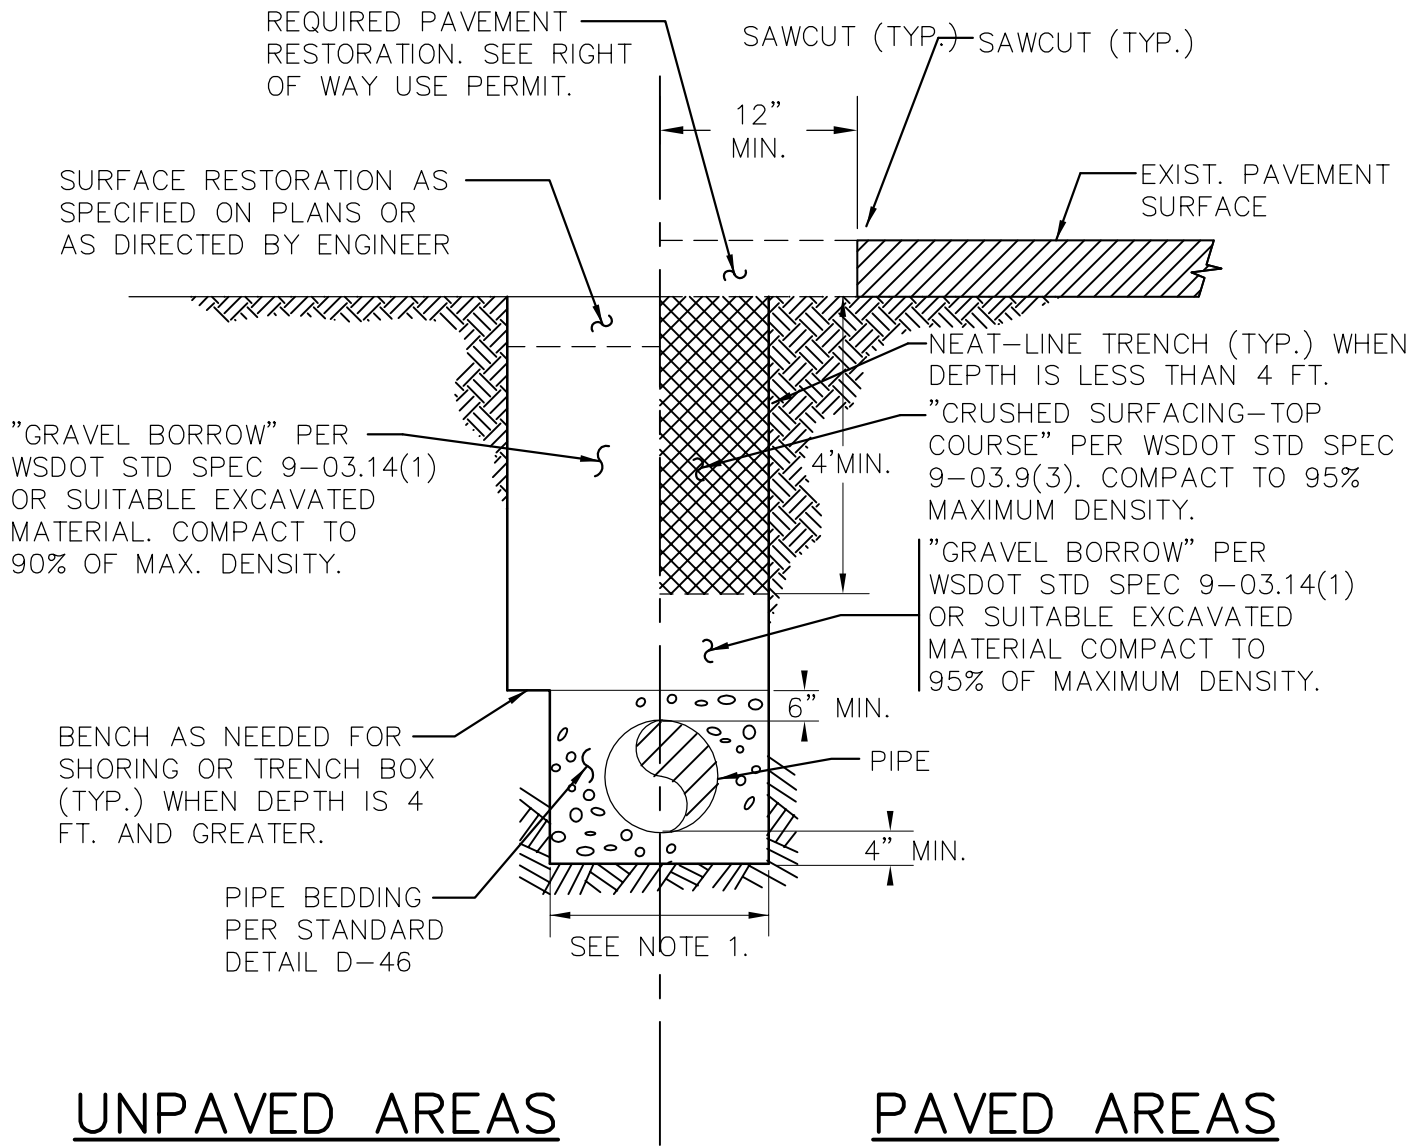 REQUIRED PAVEMENT
RESTORATION. SEE RIGHT
OF WAY USE PERMIT.
SAWCUT (TYP.)
SAWCUT (TYP.)
12”
MIN.
SURFACE RESTORATION AS
SPECIFIED ON PLANS OR
AS DIRECTED BY ENGINEER
EXIST. PAVEMENT
SURFACE
NEAT-LINE TRENCH (TYP.) WHEN
DEPTH IS LESS THAN 4 FT.
"GRAVEL BORROW” PER
WSDOT STD SPEC 9-03.14(1)
OR SUITABLE EXCAVATED
MATERIAL. COMPACT TO
90% OF MAX. DENSITY.
4'MIN.
"CRUSHED SURFACING-TOP
COURSE” PER WSDOT STD SPEC
9-03.9(3). COMPACT TO 95%
MAXIMUM DENSITY.
"GRAVEL BORROW” PER
WSDOT STD SPEC 9-03.14(1)
OR SUITABLE EXCAVATED
MATERIAL COMPACT TO
95% OF MAXIMUM DENSITY.
6” MIN.
BENCH AS NEEDED FOR
SHORING OR TRENCH BOX
(TYP.) WHEN DEPTH IS 4
FT. AND GREATER.
PIPE
4” MIN.
PIPE BEDDING
PER STANDARD
DETAIL D-46
SEE NOTE 1.
UNPAVED AREAS
PAVED AREAS